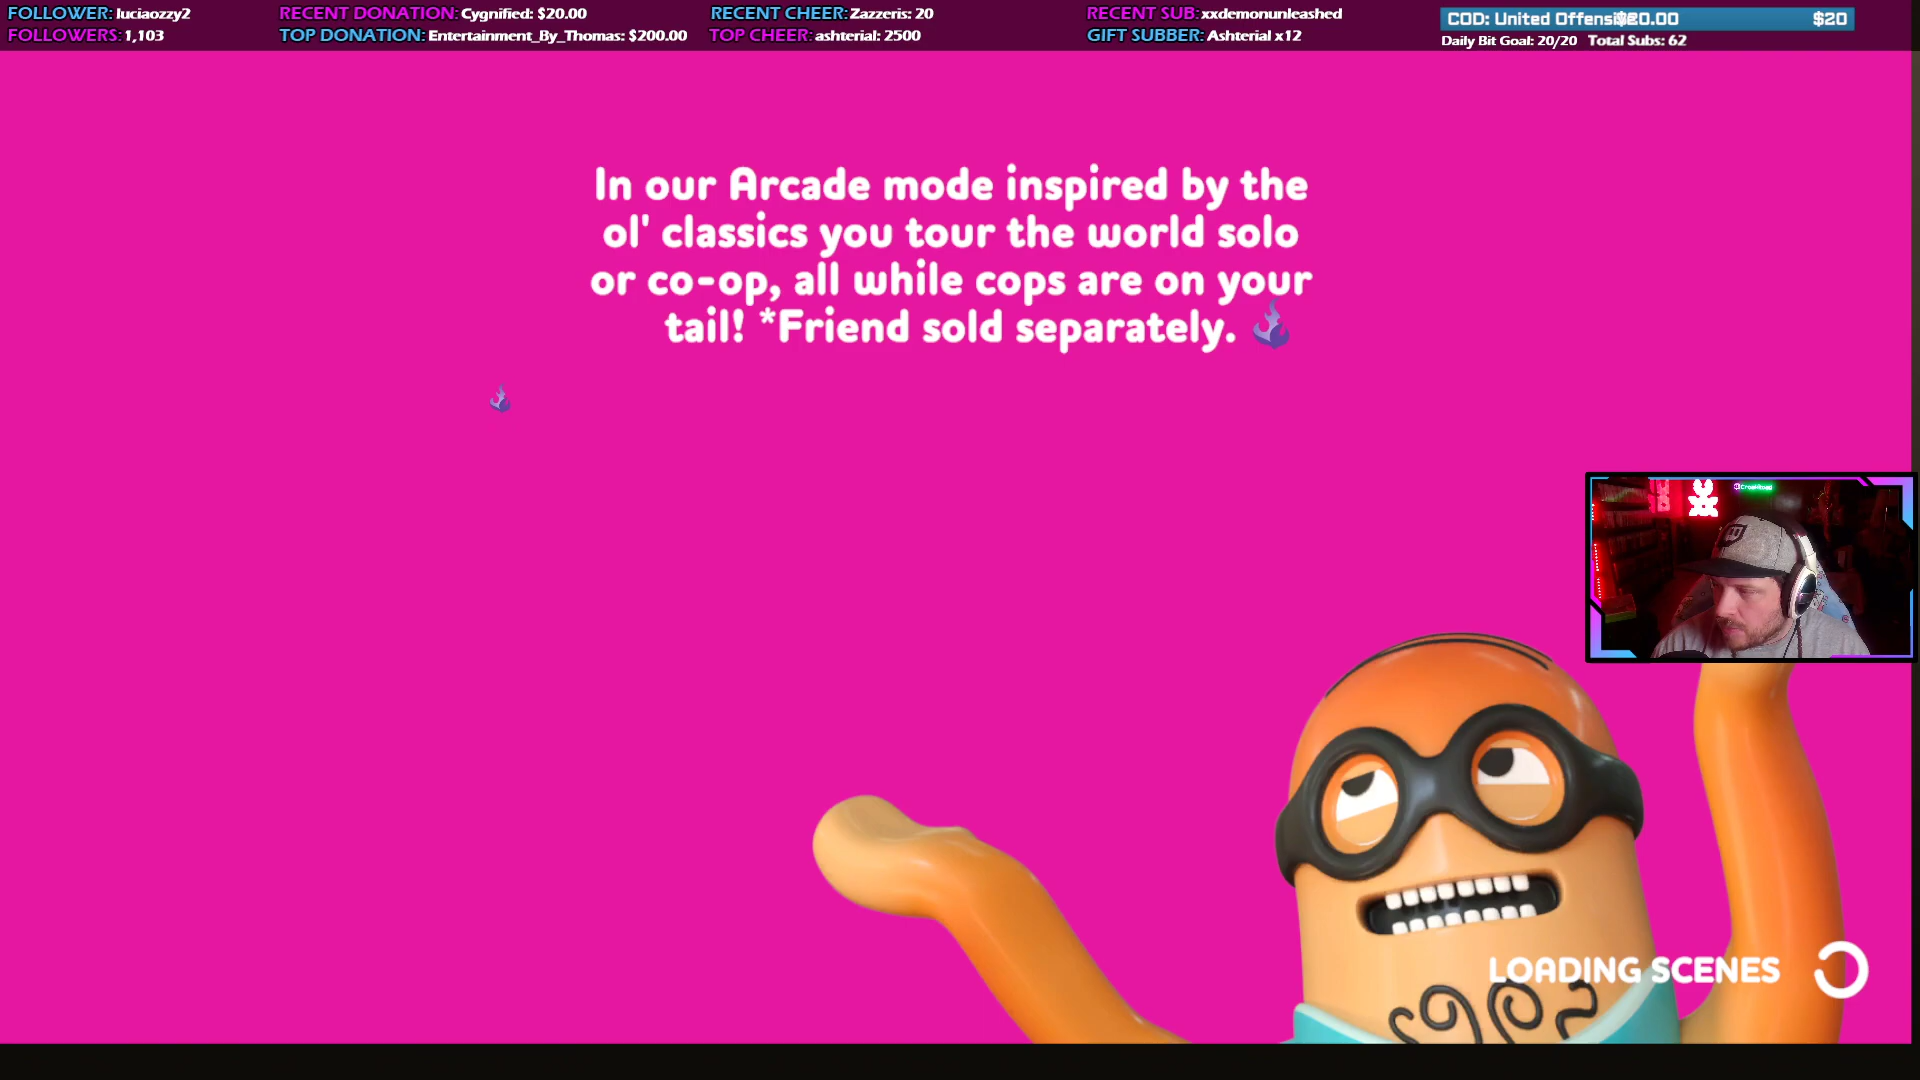 FOLLOWER: luciaozzy2
FOLLOWERS: 1,103
RECENT DONATION: Cygnified: $20.00
TOP DONATION: Entertainment_By_Thomas: $200.00
RECENT CHEER: Zazzeris: 20
TOP CHEER: ashterial: 2500
RECENT SUB: xxdemonunleashed
GIFT SUBBER: Ashterial x12
COD: United Offensive $20
Daily Bit Goal: 20/20 Total Subs: 62
In our Arcade mode inspired by the
ol' classics you tour the world solo
or co-op, all while cops are on your
tail! *Friend sold separately.
LOADING SCENES